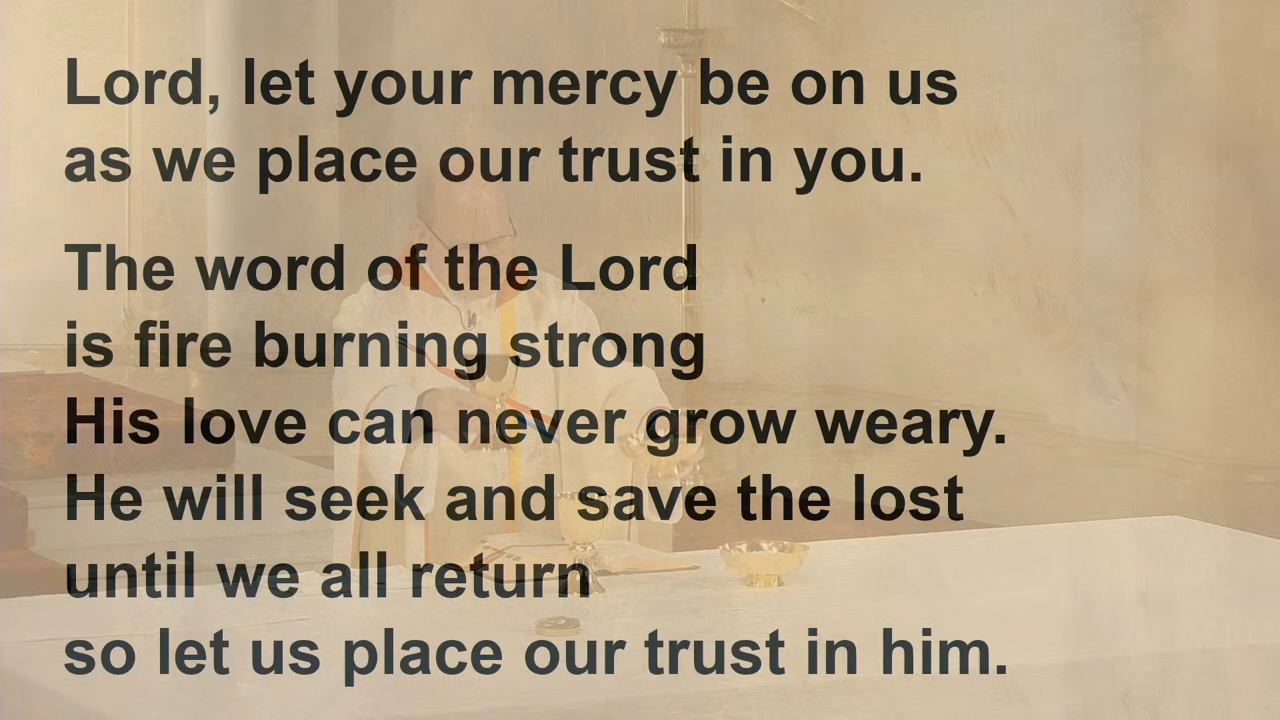 Lord, let your mercy be on us
as we place our trust in you.
The word of the Lord
is fire burning strong
His love can never grow weary.
He will seek and save the lost
until we all return
so let us place our trust in him.